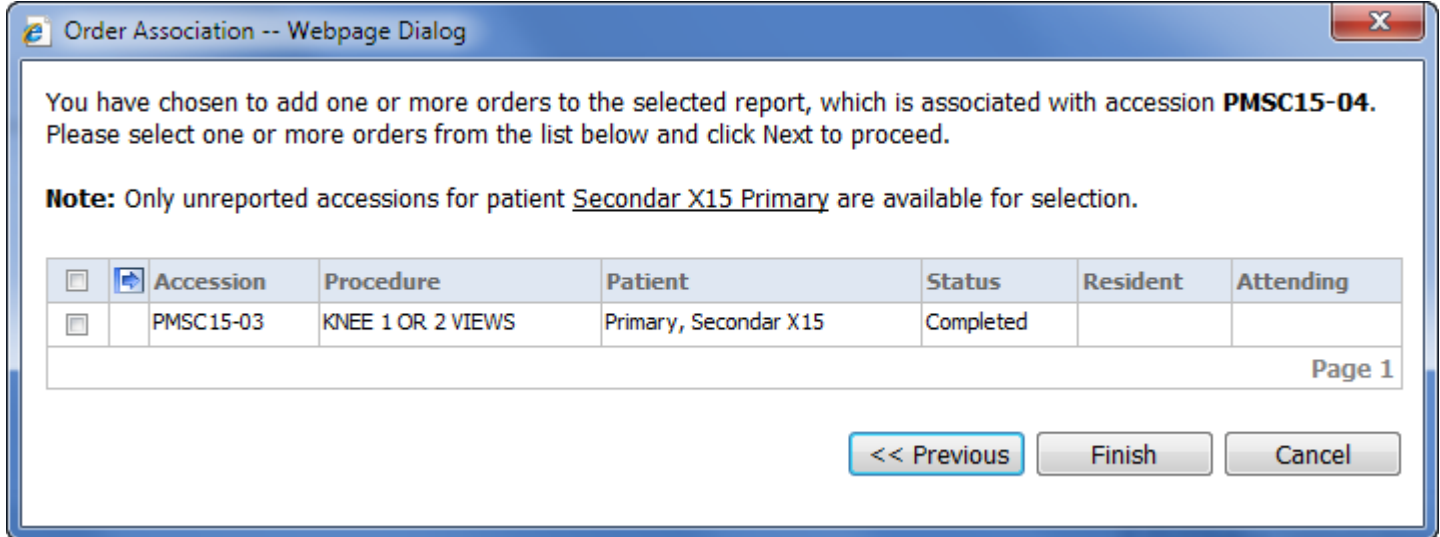 Order Association -- Webpage Dialog
x
You have chosen to add one or more orders to the selected report, which is associated with accession PMSC15-04.
Please select one or more orders from the list below and click Next to proceed.
Note: Only unreported accessions for patient Secondar X15 Primary are available for selection.
Accession Procedure Patient Status Resident Attending
PMSC15-03 KNEE 1 OR 2 VIEWS Primary, Secondar X15 Completed
Page 1
<< Previous Finish Cancel